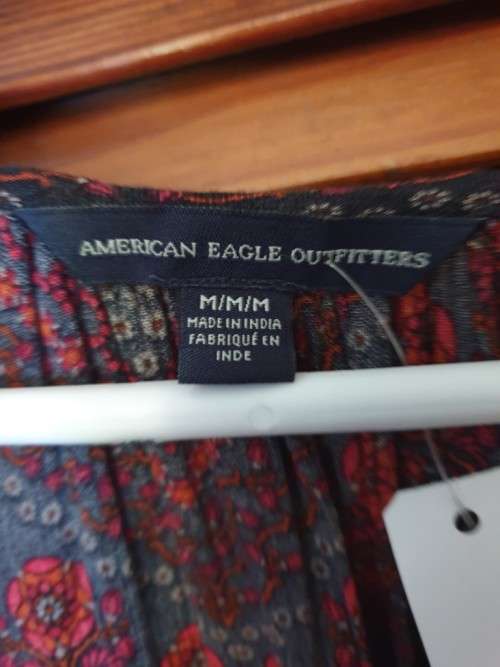 AMERICAN EAGLE OUTFITTERS
M/M/M
MADE IN INDIA
FABRIQUÉ EN
INDE